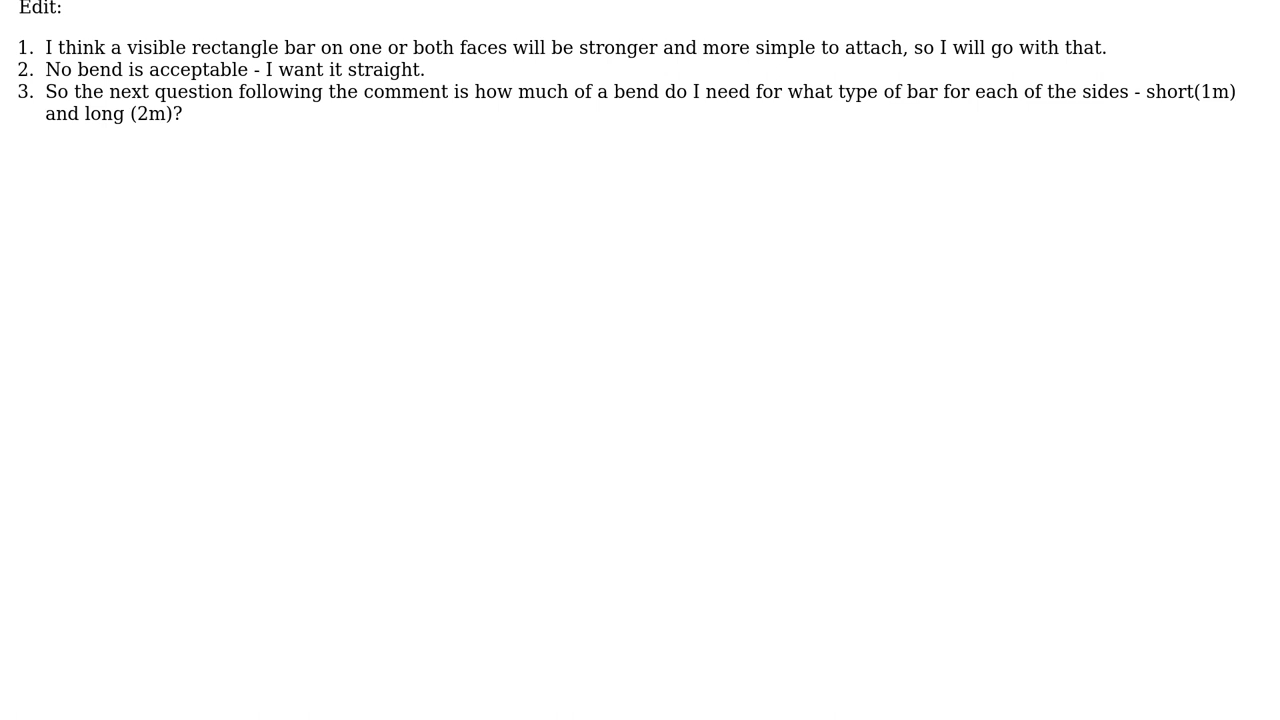 Edit:
1. I think a visible rectangle bar on one or both faces will be stronger and more simple to attach, so I will go with that.
2. No bend is acceptable - I want it straight.
3. So the next question following the comment is how much of a bend do I need for what type of bar for each of the sides - short(1m)
and long (2m)?